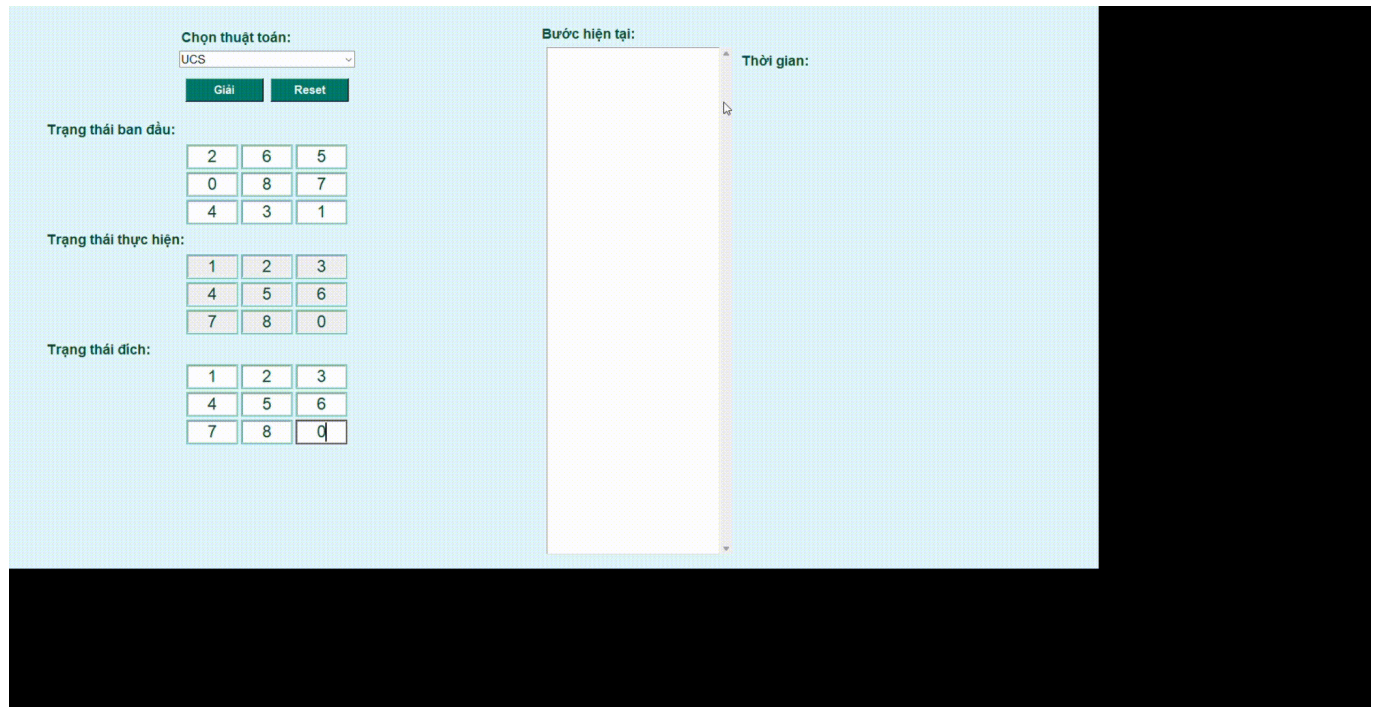 Chọn thuật toán:
UCS
Giải Reset
Trạng thái ban đầu:
2 6 5
0 8 7
4 3 1
Trạng thái thực hiện:
1 2 3
4 5 6
7 8 0
Trạng thái đích:
1 2 3
4 5 6
7 8 0
Bước hiện tại:
Thời gian: